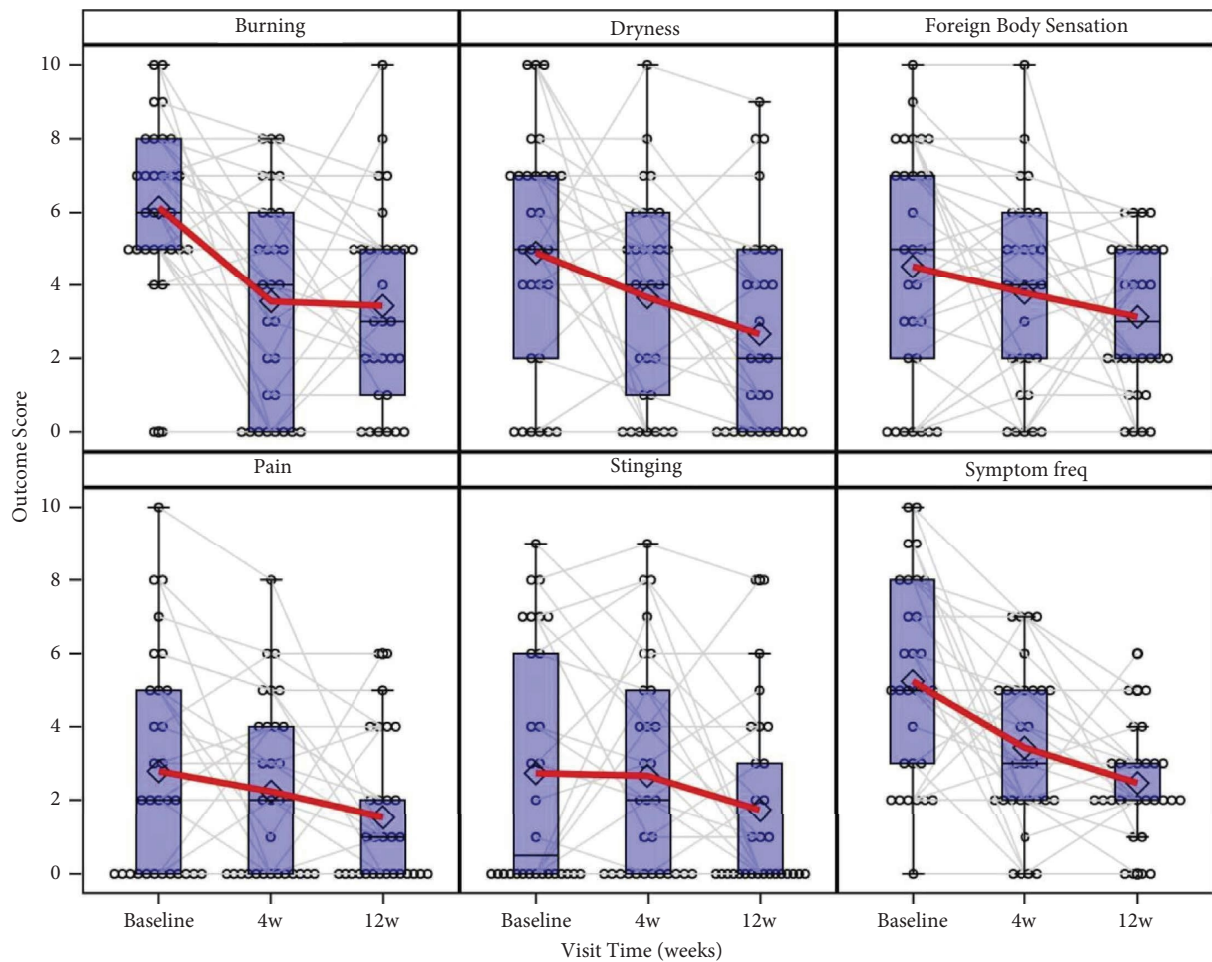 Burning Dryness Foreign Body Sensation
10
8
6
4
2
0
Pain Stinging Symptom freq
10
8
6
4
2
0
Outcome Score
Baseline 4w 12w Baseline 4w 12w Baseline 4w 12w
Visit Time (weeks)